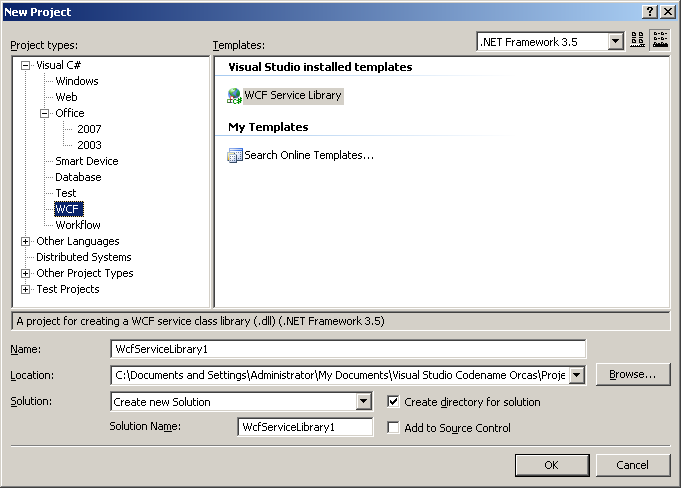 New Project
Project types:
Templates:
.NET Framework 3.5
Visual C#
Windows
Web
Office
2007
2003
Smart Device
Database
Test
WCF
Workflow
Other Languages
Distributed Systems
Other Project Types
Test Projects
Visual Studio installed templates
WCF Service Library
My Templates
Search Online Templates...
A project for creating a WCF service class library (.dll) (.NET Framework 3.5)
Name:
WcfServiceLibrary1
Location:
C:\Documents and Settings\Administrator\My Documents\Visual Studio Codename Orcas\Proje
Browse...
Solution:
Create new Solution
Create directory for solution
Solution Name:
WcfServiceLibrary1
Add to Source Control
OK
Cancel